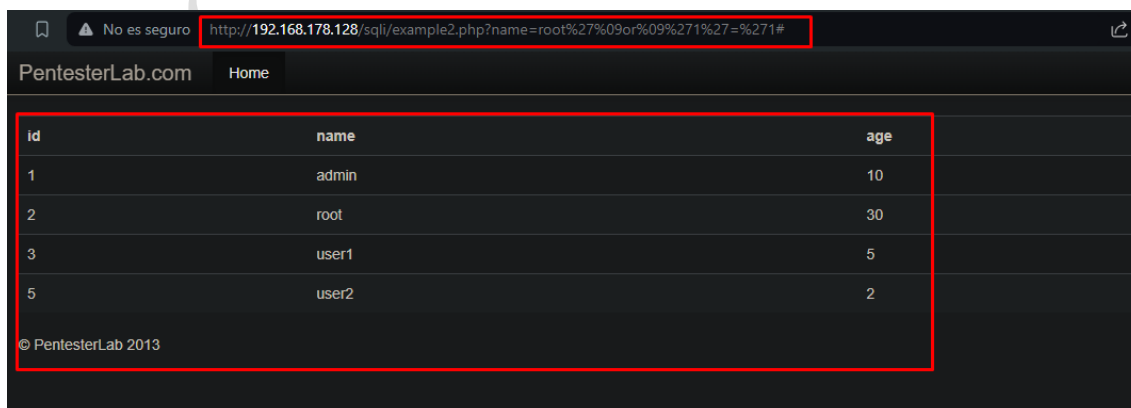 No es seguro http://192.168.178.128/sqli/example2.php?name=root%27%09or%09%271%27=%271#
PentesterLab.com Home
id name age
1 admin 10
2 root 30
3 user1 5
5 user2 2
© PentesterLab 2013